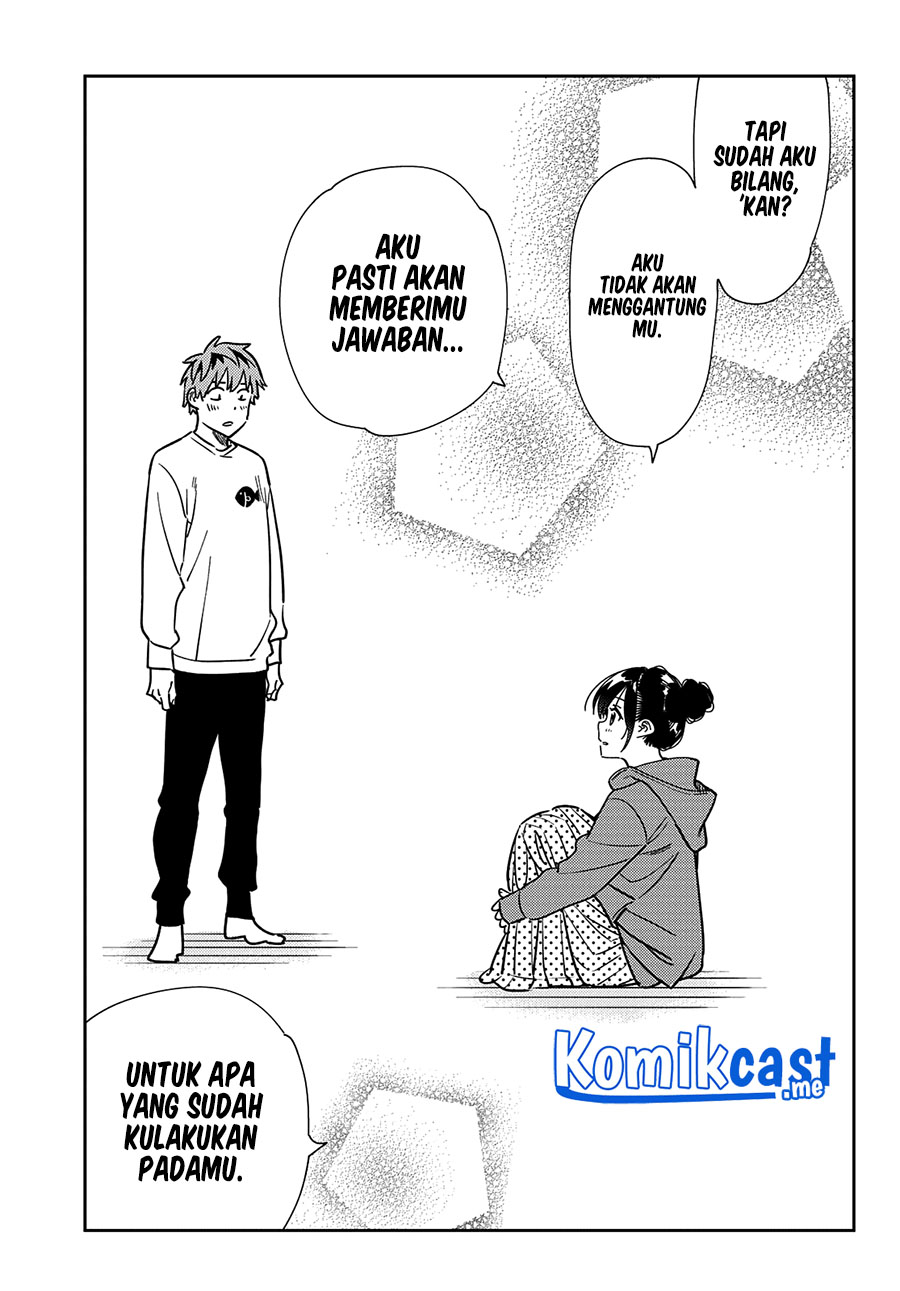 TAPI
SUDAH AKU
BILANG,
'KAN?
AKU
TIDAK AKAN
MENGGANTUNG
MU.
AKU
PASTI AKAN
MEMBERIMU
JAWABAN...
UNTUK APA
YANG SUDAH
KULAKUKAN
PADAMU.
Komikcast
.me